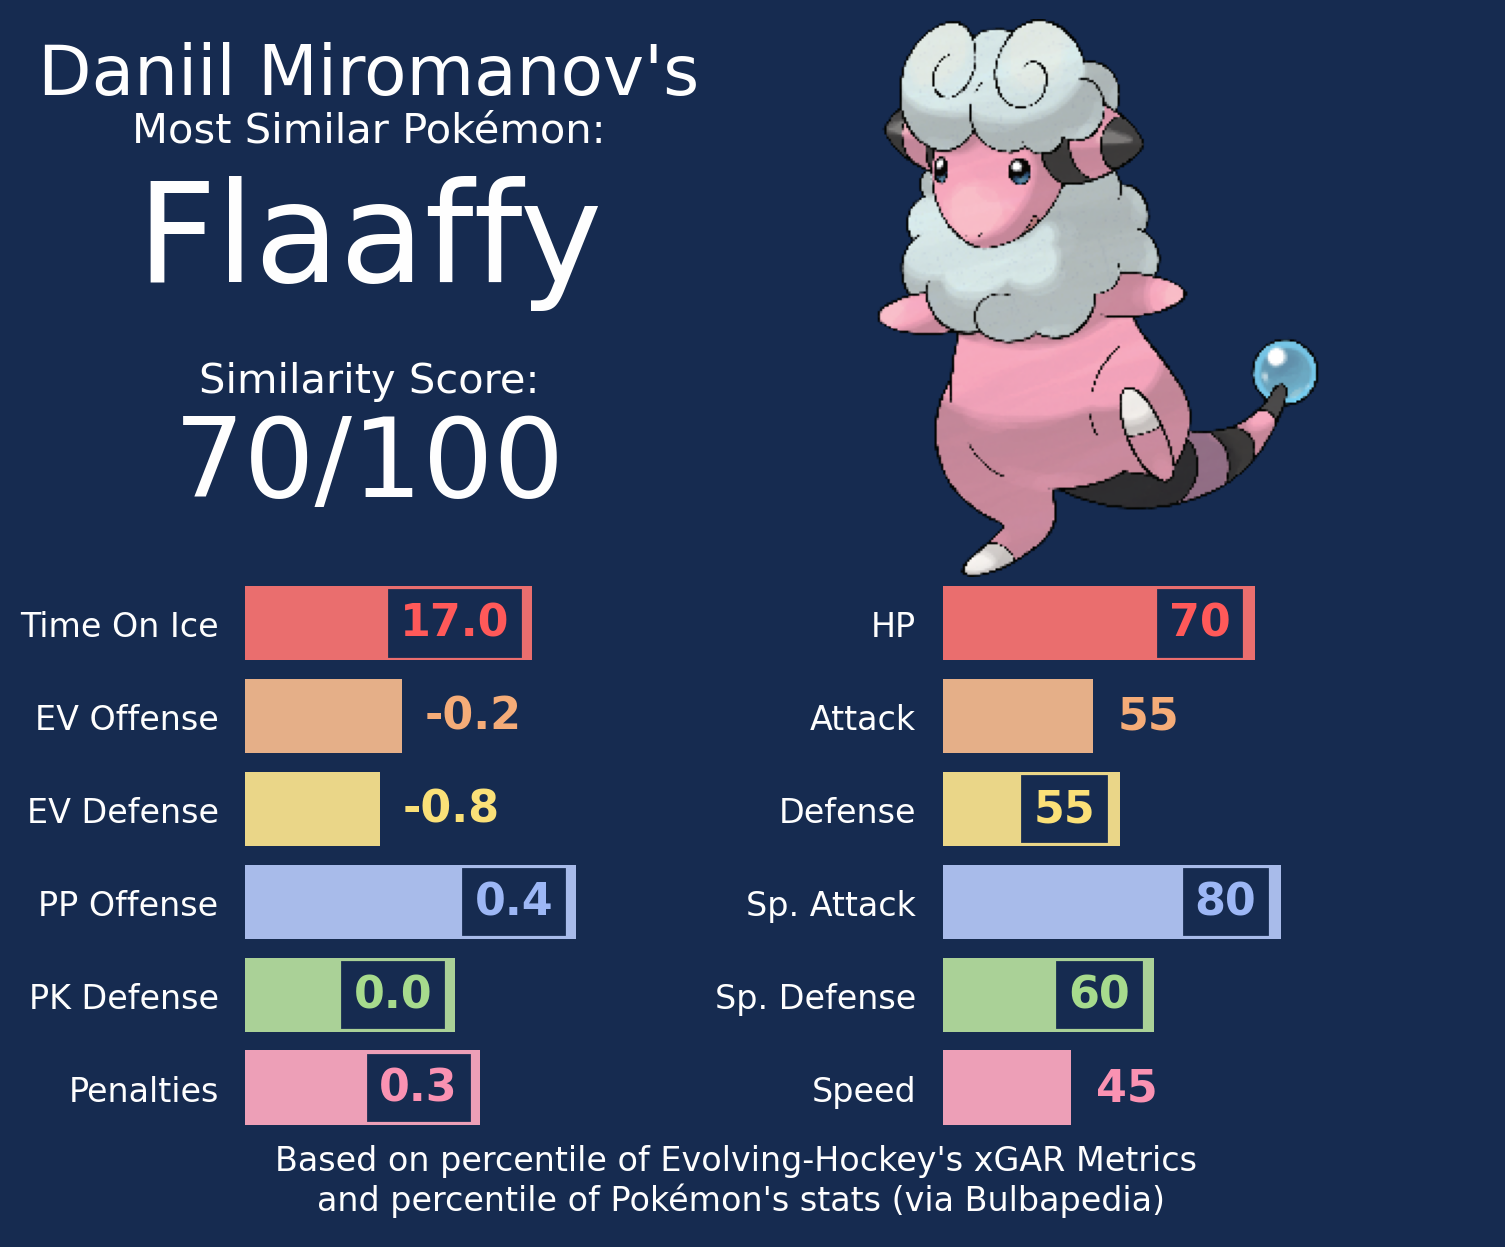 Daniil Miromanov's
Most Similar Pokémon:
Flaaffy
Similarity Score:
70/100
Time On Ice 17.0
EV Offense -0.2
EV Defense -0.8
PP Offense 0.4
PK Defense 0.0
Penalties 0.3
HP 70
Attack 55
Defense 55
Sp. Attack 80
Sp. Defense 60
Speed 45
Based on percentile of Evolving-Hockey's xGAR Metrics
and percentile of Pokémon's stats (via Bulbapedia)